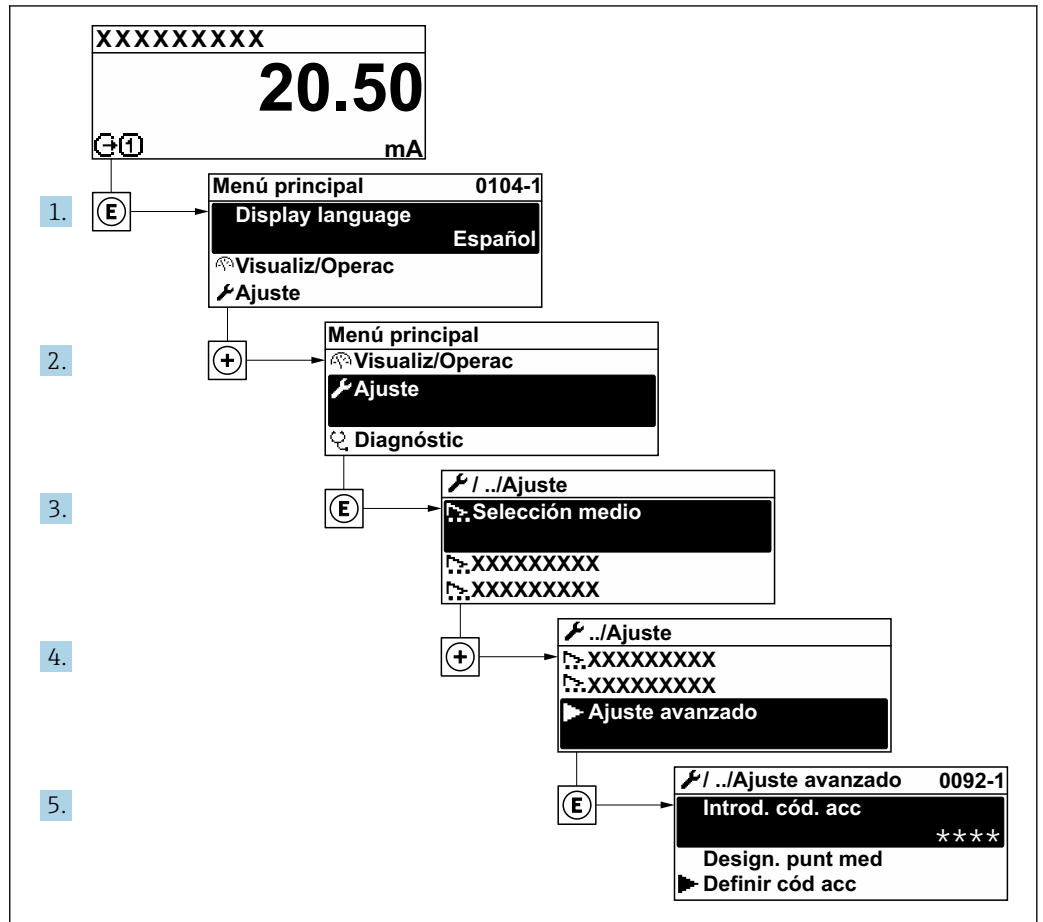 XXXXXXXXX
20.50
1
mA
1.
E
Menú principal 0104-1
Display language
Español
Visualiz/Operac
Ajuste
2.
+
Menú principal
Visualiz/Operac
Ajuste
Diagnóstic
3.
E
/ ../Ajuste
Selección medio
XXXXXXXXX
XXXXXXXXX
4.
+
../Ajuste
XXXXXXXXX
XXXXXXXXX
Ajuste avanzado
5.
E
/ ../Ajuste avanzado 0092-1
Introd. cód. acc
****
Design. punt med
Definir cód acc